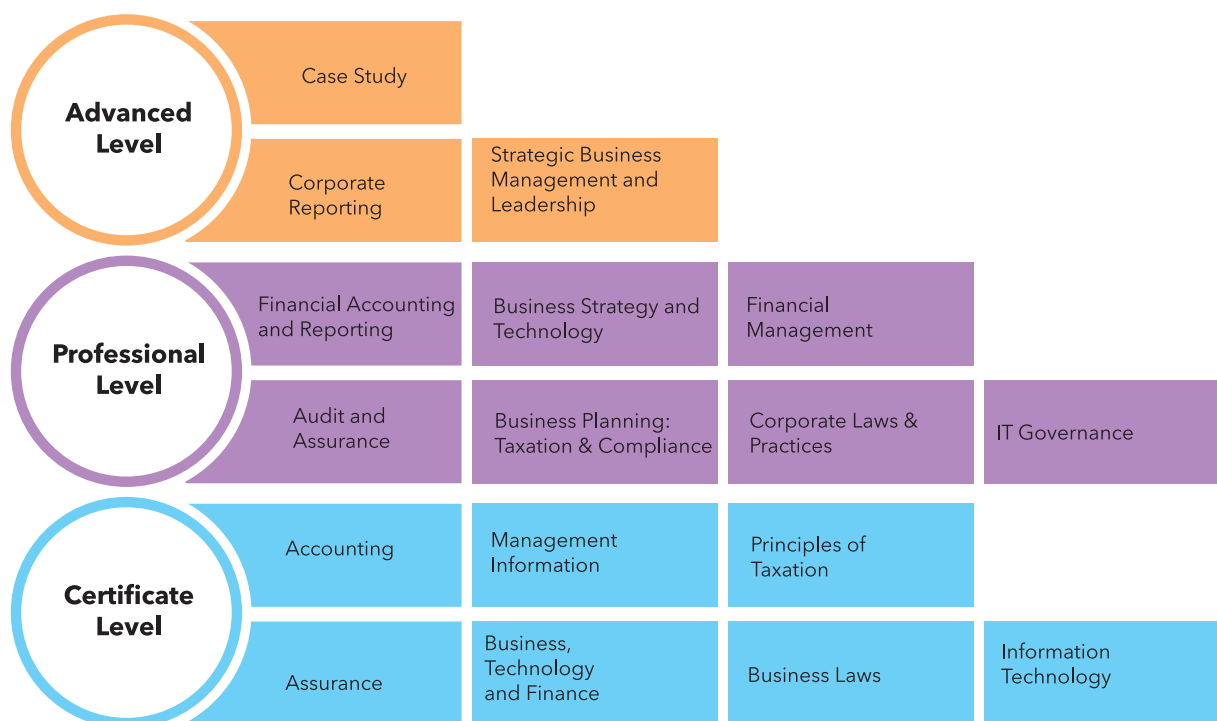 Advanced
Level
Case Study
Corporate
Reporting
Strategic Business
Management and
Leadership
Professional
Level
Financial Accounting
and Reporting
Business Strategy and
Technology
Financial
Management
Audit and
Assurance
Business Planning:
Taxation & Compliance
Corporate Laws &
Practices
IT Governance
Certificate
Level
Accounting
Management
Information
Principles of
Taxation
Assurance
Business,
Technology
and Finance
Business Laws
Information
Technology